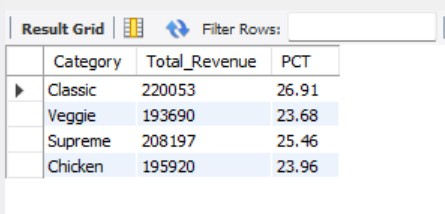 Result Grid Filter Rows:
Category Total_Revenue PCT
Classic 220053 26.91
Veggie 193690 23.68
Supreme 208197 25.46
Chicken 195920 23.96